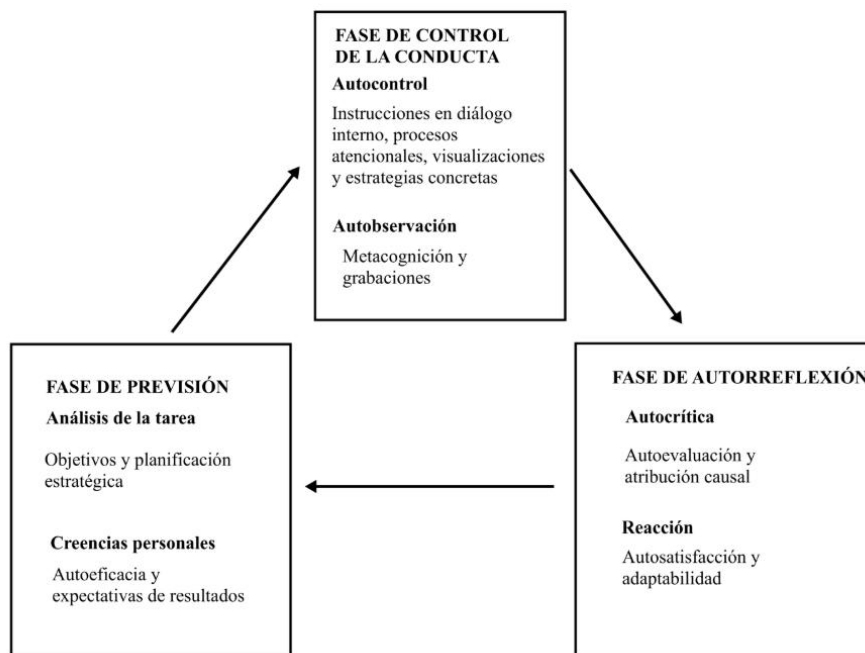 FASE DE CONTROL
DE LA CONDUCTA
Autocontrol
Instrucciones en diálogo
interno, procesos
atencionales, visualizaciones
y estrategias concretas
Autobservación
Metacognición y
grabaciones
FASE DE PREVISIÓN
Análisis de la tarea
Objetivos y planificación
estratégica
Creencias personales
Autoeficacia y
expectativas de resultados
FASE DE AUTORREFLEXIÓN
Autocrítica
Autoevaluación y
atribución causal
Reacción
Autosatisfacción y
adaptabilidad